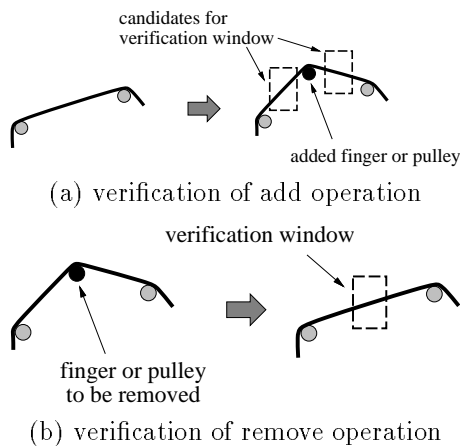 candidates for
verification window
added finger or pulley
(a) verification of add operation
verification window
finger or pulley
to be removed
(b) verification of remove operation